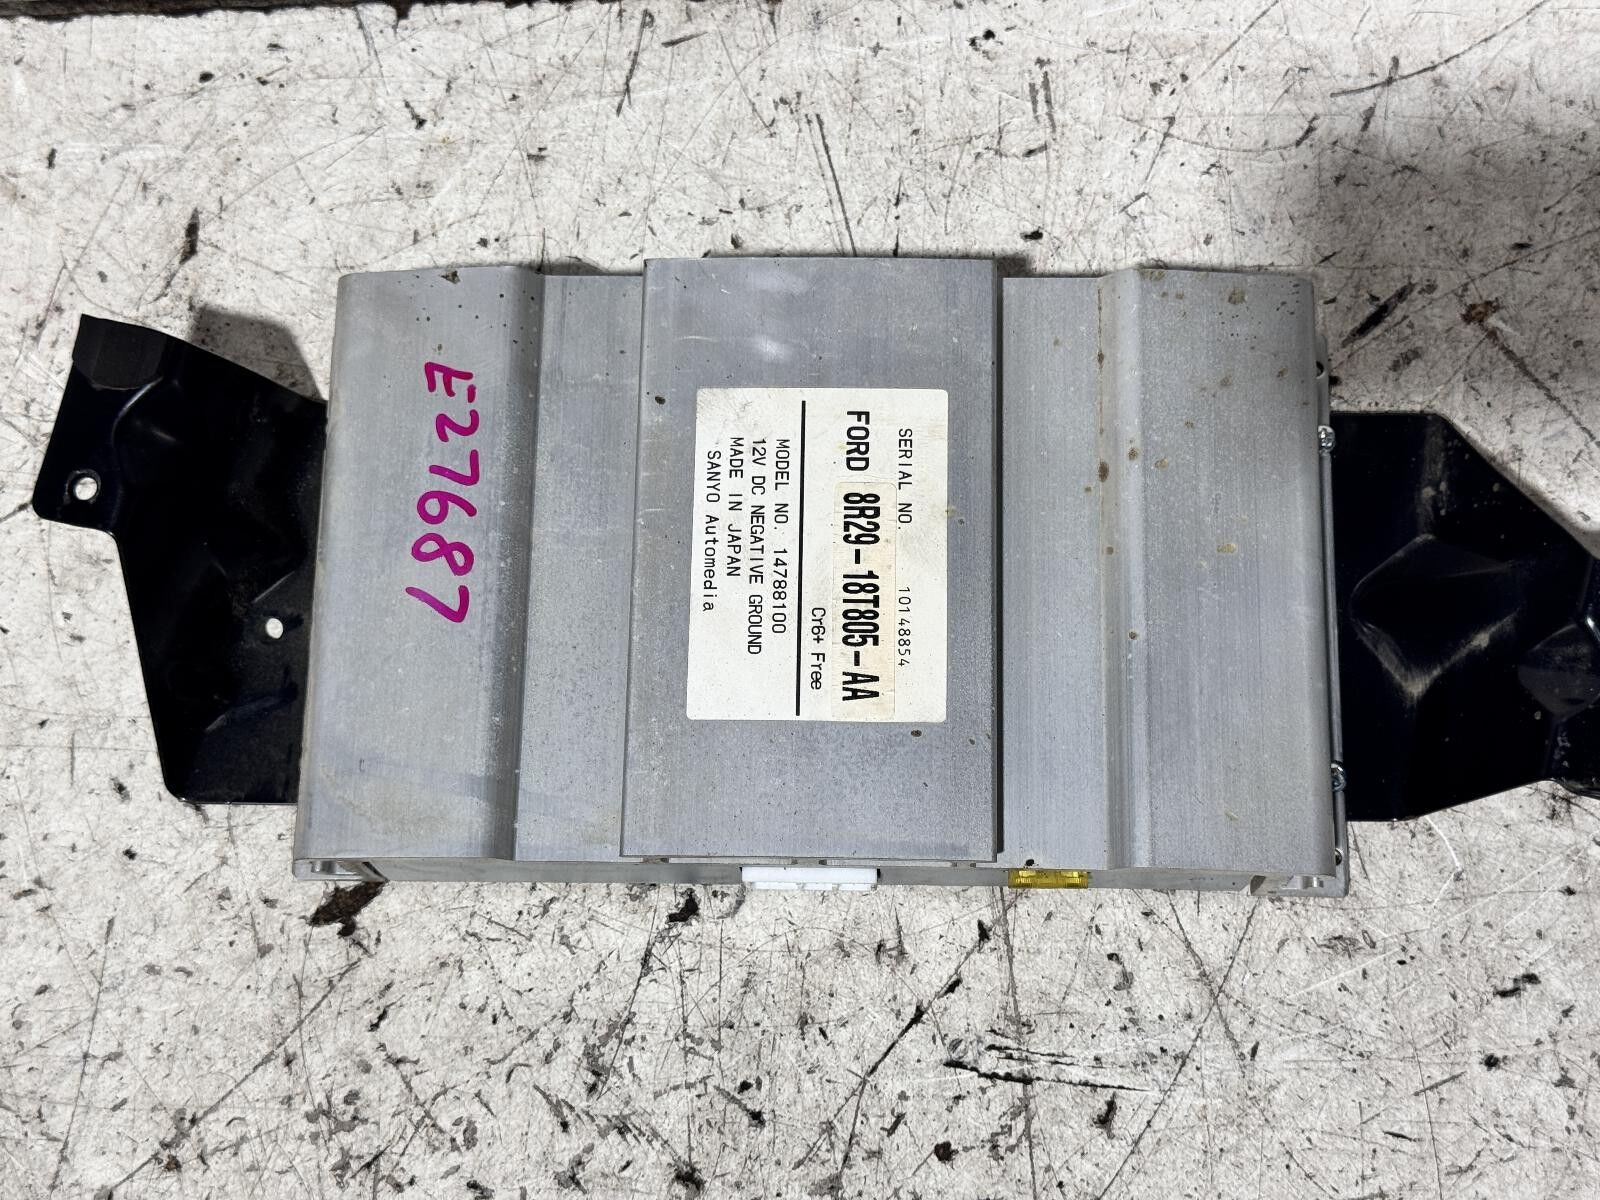 E27687
SERIAL NO. 10148854
FORD 8R29-18T805-AA
Cr6+ Free
MODEL NO. 14788100
12V DC NEGATIVE GROUND
MADE IN JAPAN
SANYO Automedia